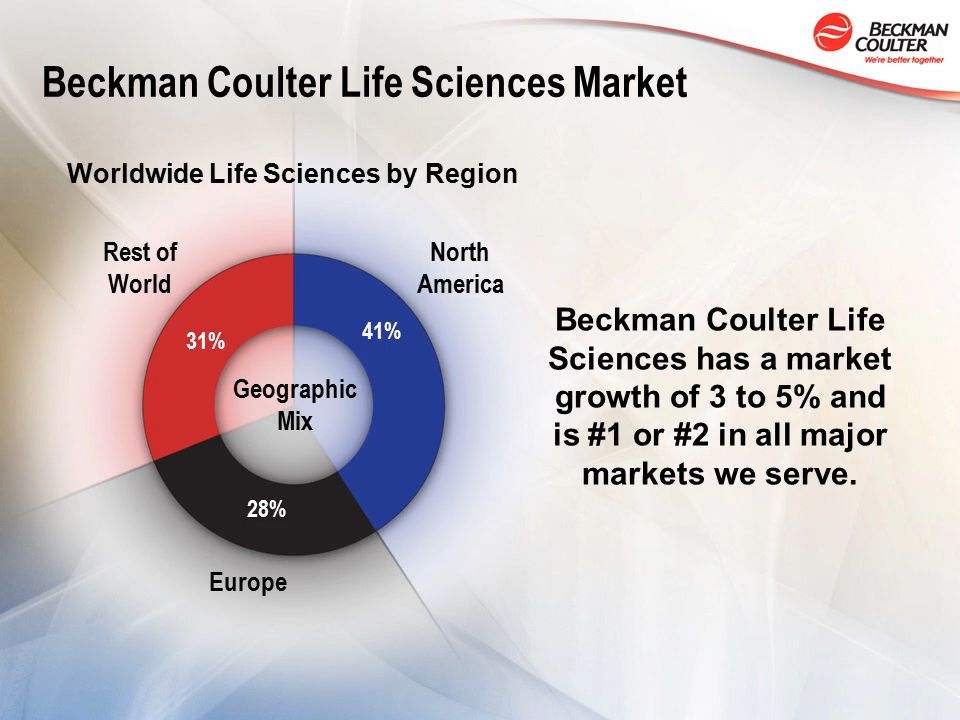 BECKMAN
COULTER
We're better together
Beckman Coulter Life Sciences Market
Worldwide Life Sciences by Region
Rest of
World
North
America
31%
41%
Geographic
Mix
28%
Europe
Beckman Coulter Life
Sciences has a market
growth of 3 to 5% and
is #1 or #2 in all major
markets we serve.